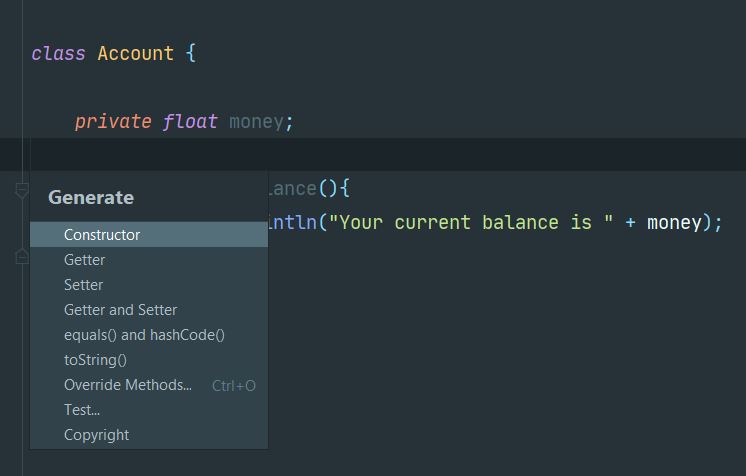 class Account {
private float money;
Generate
lance(){
intln("Your current balance is " + money);
Constructor
Getter
Setter
Getter and Setter
equals() and hashCode()
toString()
Override Methods... Ctrl+O
Test...
Copyright